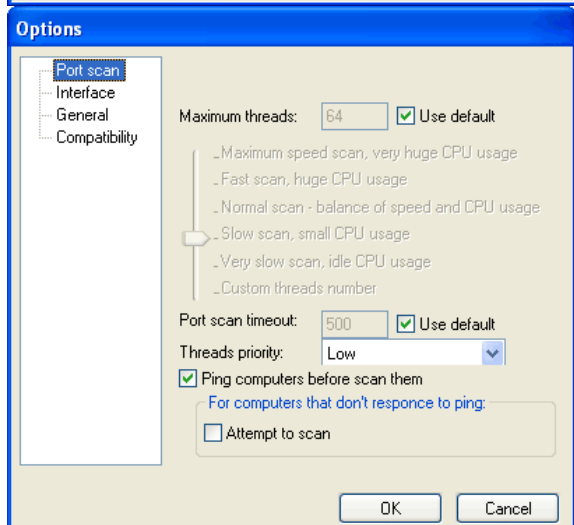 Options
Port scan
Interface
General
Compatibility
Maximum threads: 64 Use default
Maximum speed scan, very huge CPU usage
Fast scan, huge CPU usage
Normal scan - balance of speed and CPU usage
Slow scan, small CPU usage
Very slow scan, idle CPU usage
Custom threads number
Port scan timeout: 500 Use default
Threads priority: Low
Ping computers before scan them
For computers that don't responce to ping:
Attempt to scan
OK Cancel